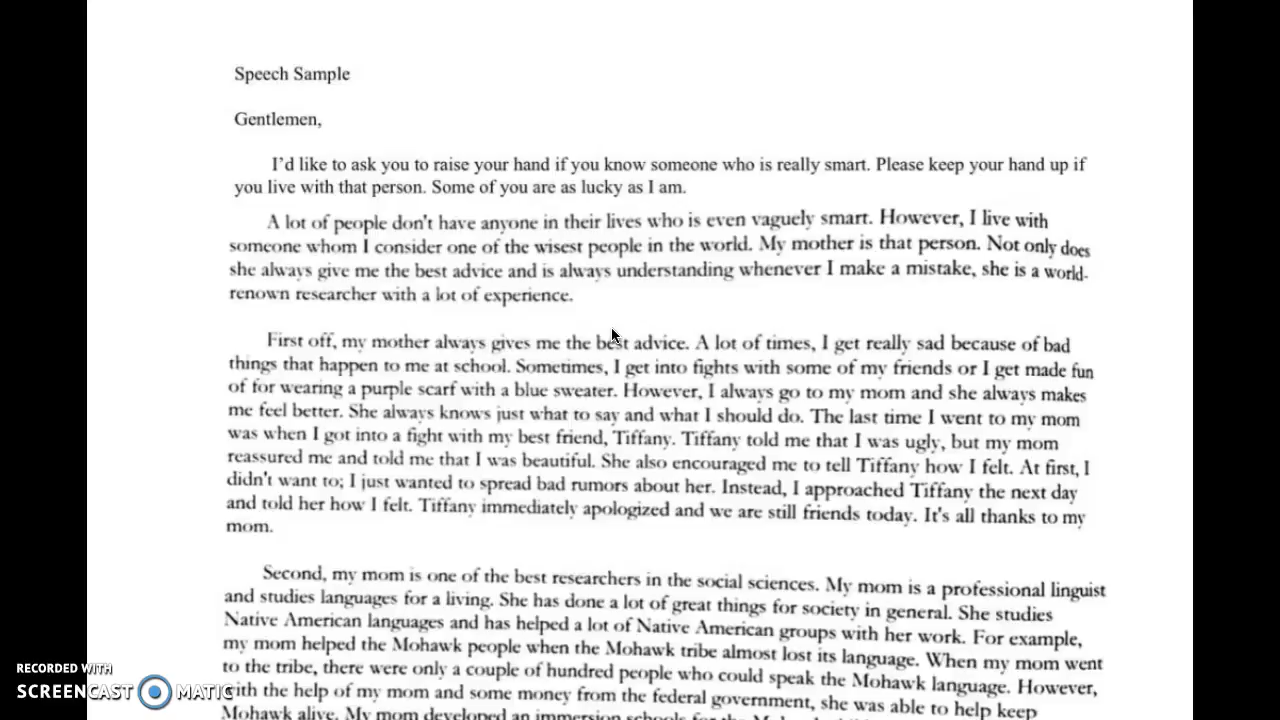 Speech Sample
Gentlemen,
I'd like to ask you to raise your hand if you know someone who is really smart. Please keep your hand up if
you live with that person. Some of you are as lucky as I am.
A lot of people don't have anyone in their lives who is even vaguely smart. However, I live with
someone whom I consider one of the wisest people in the world. My mother is that person. Not only does
she always give me the best advice and is always understanding whenever I make a mistake, she is a world-
renown researcher with a lot of experience.
First off, my mother always gives me the best advice. A lot of times, I get really sad because of bad
things that happen to me at school. Sometimes, I get into fights with some of my friends or I get made fun
of for wearing a purple scarf with a blue sweater. However, I always go to my mom and she always makes
me feel better. She always knows just what to say and what I should do. The last time I went to my mom
was when I got into a fight with my best friend, Tiffany. Tiffany told me that I was ugly, but my mom
reassured me and told me that I was beautiful. She also encouraged me to tell Tiffany how I felt. At first, I
didn't want to; I just wanted to spread bad rumors about her. Instead, I approached Tiffany the next day
and told her how I felt. Tiffany immediately apologized and we are still friends today. It's all thanks to my
mom.
Second, my mom is one of the best researchers in the social sciences. My mom is a professional linguist
and studies languages for a living. She has done a lot of great things for society in general. She studies
Native American languages and has helped a lot of Native American groups with her work. For example,
my mom helped the Mohawk people when the Mohawk tribe almost lost its language. When my mom went
to the tribe, there were only a couple of hundred people who could speak the Mohawk language. However,
with the help of my mom and some money from the federal government, she was able to help keep
Mohawk alive. My mom developed an immersion schools for the
RECORDED WITH
SCREENCAST MATIC